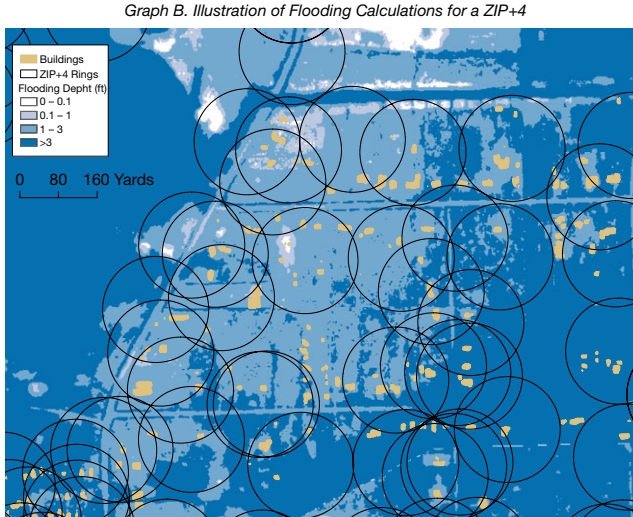 Graph B. Illustration of Flooding Calculations for a ZIP+4
Buildings
ZIP+4 Rings
Flooding Depht (ft)
0 – 0.1
0.1 – 1
1 – 3
>3
0 80 160 Yards